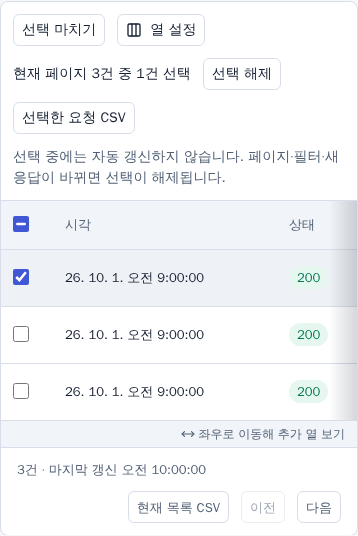 선택 마치기 열 설정
현재 페이지 3건 중 1건 선택 선택 해제
선택한 요청 CSV
선택 중에는 자동 갱신하지 않습니다. 페이지·필터·새
응답이 바뀌면 선택이 해제됩니다.
시각 상태
26. 10. 1. 오전 9:00:00 200
26. 10. 1. 오전 9:00:00 200
26. 10. 1. 오전 9:00:00 200
↔ 좌우로 이동해 추가 열 보기
3건 · 마지막 갱신 오전 10:00:00
현재 목록 CSV 이전 다음